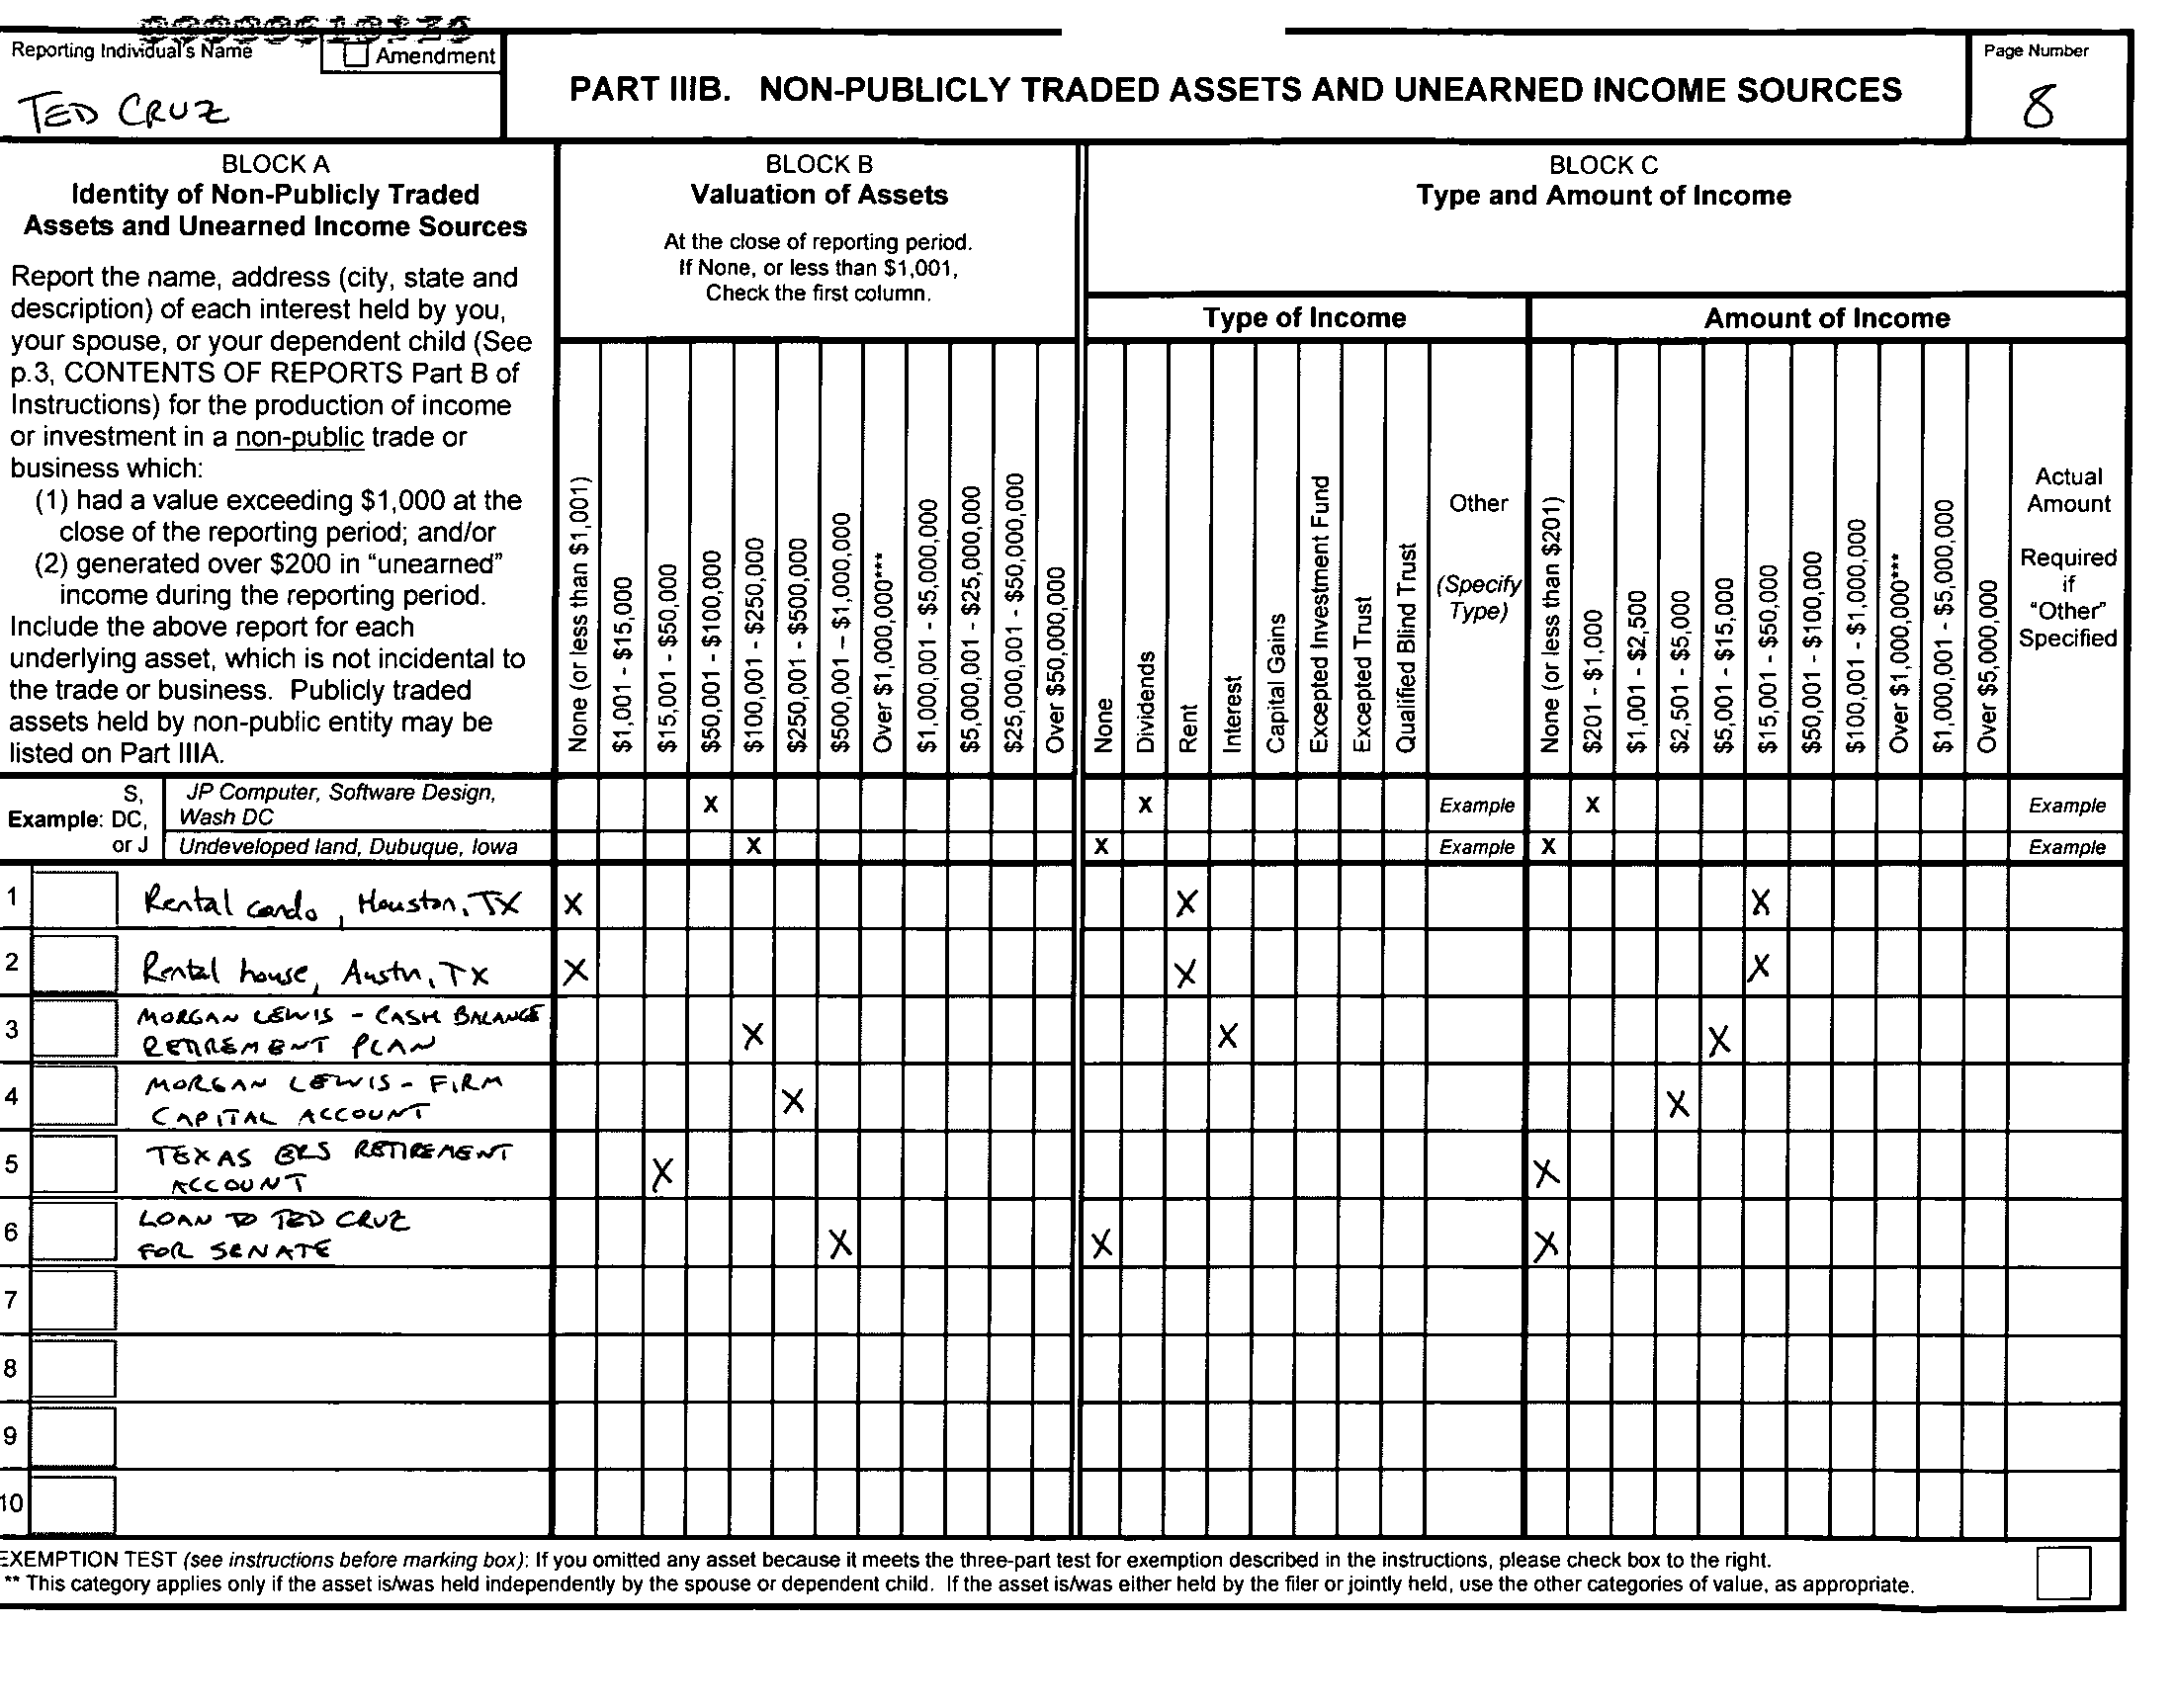 Reporting Individual's Name
Amendment
TED CRUZ
PART IIIB. NON-PUBLICLY TRADED ASSETS AND UNEARNED INCOME SOURCES
Page Number
8
BLOCK A
Identity of Non-Publicly Traded
Assets and Unearned Income Sources
Report the name, address (city, state and
description) of each interest held by you,
your spouse, or your dependent child (See
p.3, CONTENTS OF REPORTS Part B of
Instructions) for the production of income
or investment in a non-public trade or
business which:
(1) had a value exceeding $1,000 at the
close of the reporting period; and/or
(2) generated over $200 in "unearned"
income during the reporting period.
Include the above report for each
underlying asset, which is not incidental to
the trade or business. Publicly traded
assets held by non-public entity may be
listed on Part IIIA.
BLOCK B
Valuation of Assets
At the close of reporting period.
If None, or less than $1,001,
Check the first column.
None (or less than $1,001)
$1,001 - $15,000
$15,001 - $50,000
$50,001 - $100,000
$100,001 - $250,000
$250,001 - $500,000
$500,001 – $1,000,000
Over $1,000,000***
$1,000,001 - $5,000,000
$5,000,001 - $25,000,000
$25,000,001 - $50,000,000
Over $50,000,000
BLOCK C
Type and Amount of Income
Type of Income
None
Dividends
Rent
Interest
Capital Gains
Excepted Investment Fund
Excepted Trust
Qualified Blind Trust
Other
(Specify
Type)
Amount of Income
None (or less than $201)
$201 - $1,000
$1,001 - $2,500
$2,501 - $5,000
$5,001 - $15,000
$15,001 - $50,000
$50,001 - $100,000
$100,001 - $1,000,000
Over $1,000,000***
$1,000,001 - $5,000,000
Over $5,000,000
Actual
Amount
Required
if
"Other"
Specified
Example: S, DC, or J
JP Computer, Software Design,
Wash DC
X X Example X Example
Undeveloped land, Dubuque, Iowa X X Example X Example
1 Rental condo, Houston, TX X X X
2 Rental house, Austin, TX X X X
3 MORGAN LEWIS - CASH BALANCE
RETIREMENT PLAN X X X
4 MORGAN LEWIS - FIRM
CAPITAL ACCOUNT X X
5 TEXAS ERS RETIREMENT
ACCOUNT X X
6 LOAN TO TED CRUZ
FOR SENATE X X X
7
8
9
10
EXEMPTION TEST (see instructions before marking box): If you omitted any asset because it meets the three-part test for exemption described in the instructions, please check box to the right.
** This category applies only if the asset is/was held independently by the spouse or dependent child. If the asset is/was either held by the filer or jointly held, use the other categories of value, as appropriate.